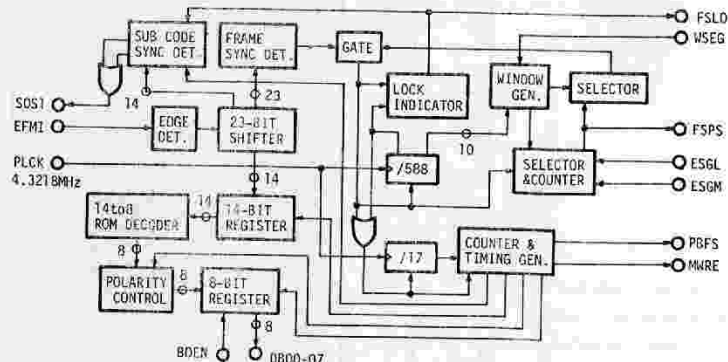 SUB CODE
SYNC DET.
FRAME
SYNC DET.
GATE
FSLO
WSEG
LOCK
INDICATOR
WINDOW
GEN.
SELECTOR
SOSI
14
23
EFMI
EDGE
DET.
23-BIT
SHIFTER
10
FSPS
PLCK
4.3218MHz
/588
SELECTOR
&COUNTER
ESGL
ESGM
14
14to8
ROM DECODER
14
14-BIT
REGISTER
8
/17
COUNTER &
TIMING GEN.
PBFS
MWRE
POLARITY
CONTROL
8
8-BIT
REGISTER
8
BDEN
DB00-07